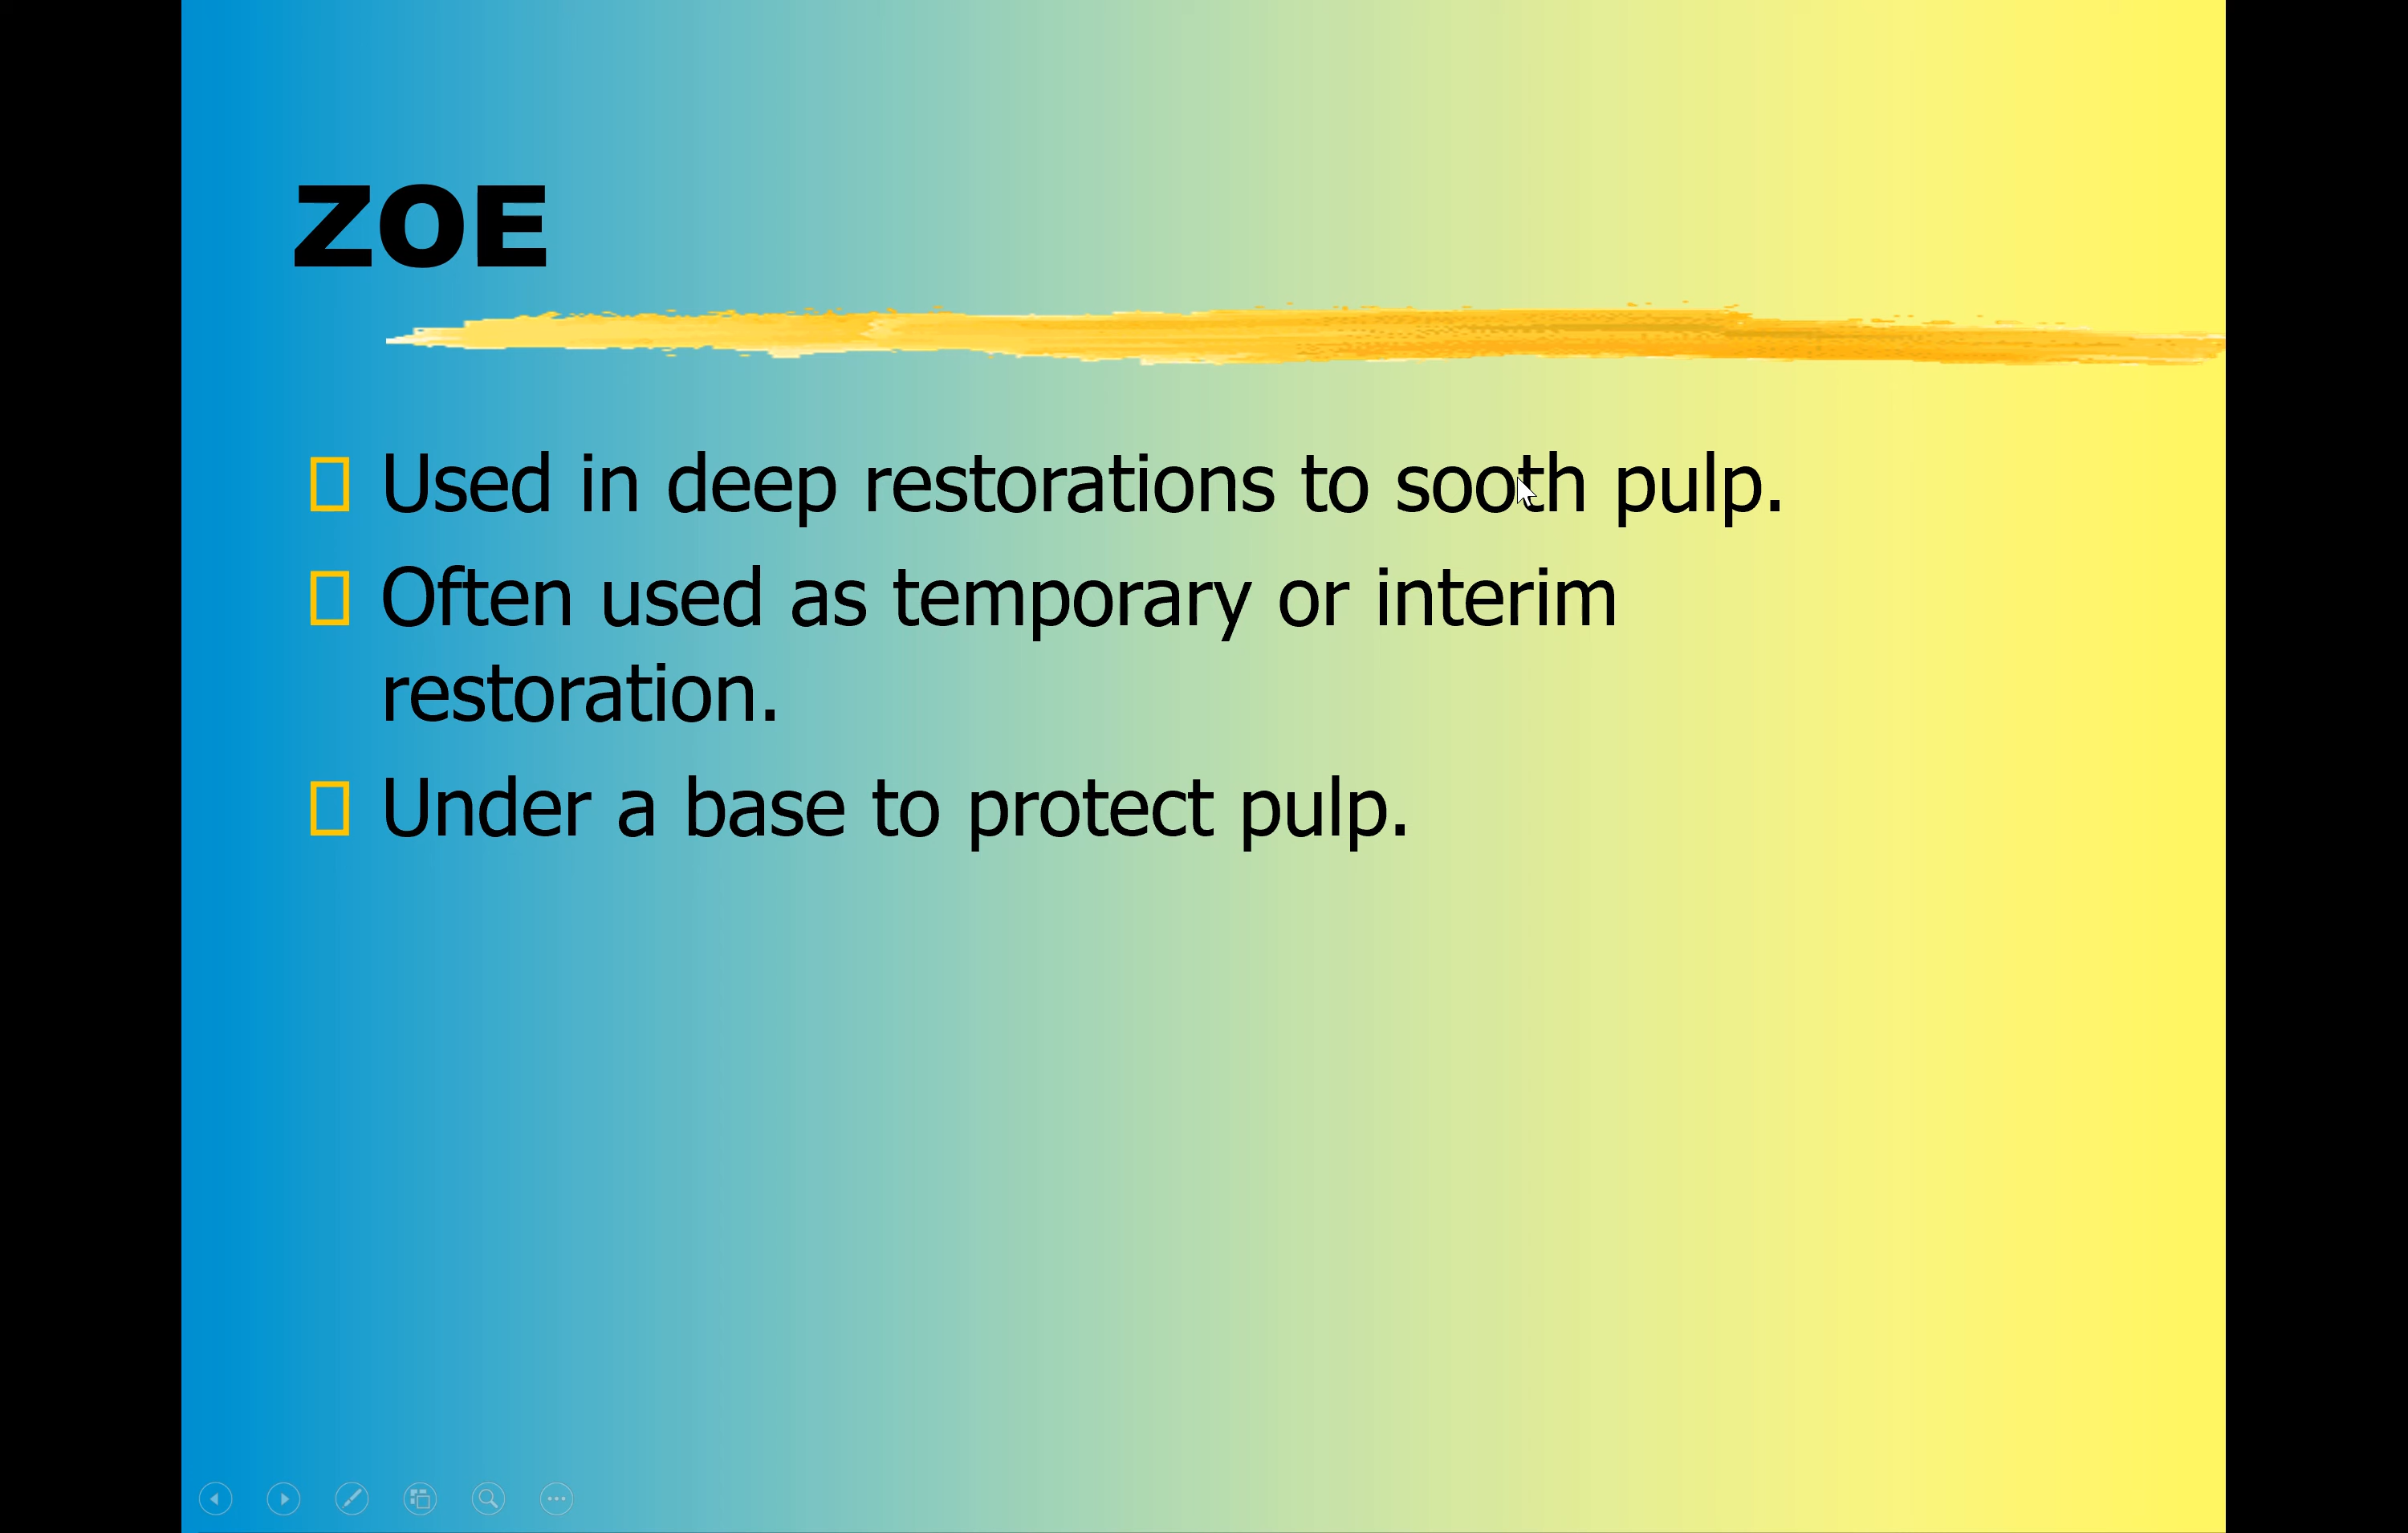 ZOE
Used in deep restorations to sooth pulp.
Often used as temporary or interim
restoration.
Under a base to protect pulp.